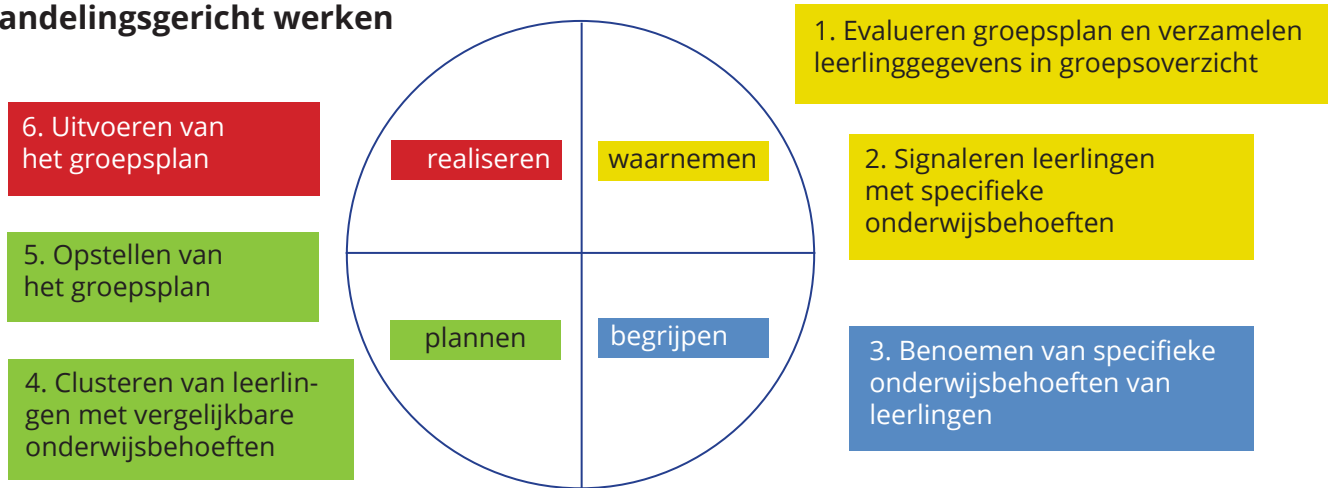 andelingsgericht werken
1. Evalueren groepsplan en verzamelen
leerlinggegevens in groepsoverzicht
6. Uitvoeren van
het groepsplan
realiseren
waarnemen
2. Signaleren leerlingen
met specifieke
onderwijsbehoeften
5. Opstellen van
het groepsplan
plannen
begrijpen
3. Benoemen van specifieke
onderwijsbehoeften van
leerlingen
4. Clusteren van leerlin-
gen met vergelijkbare
onderwijsbehoeften